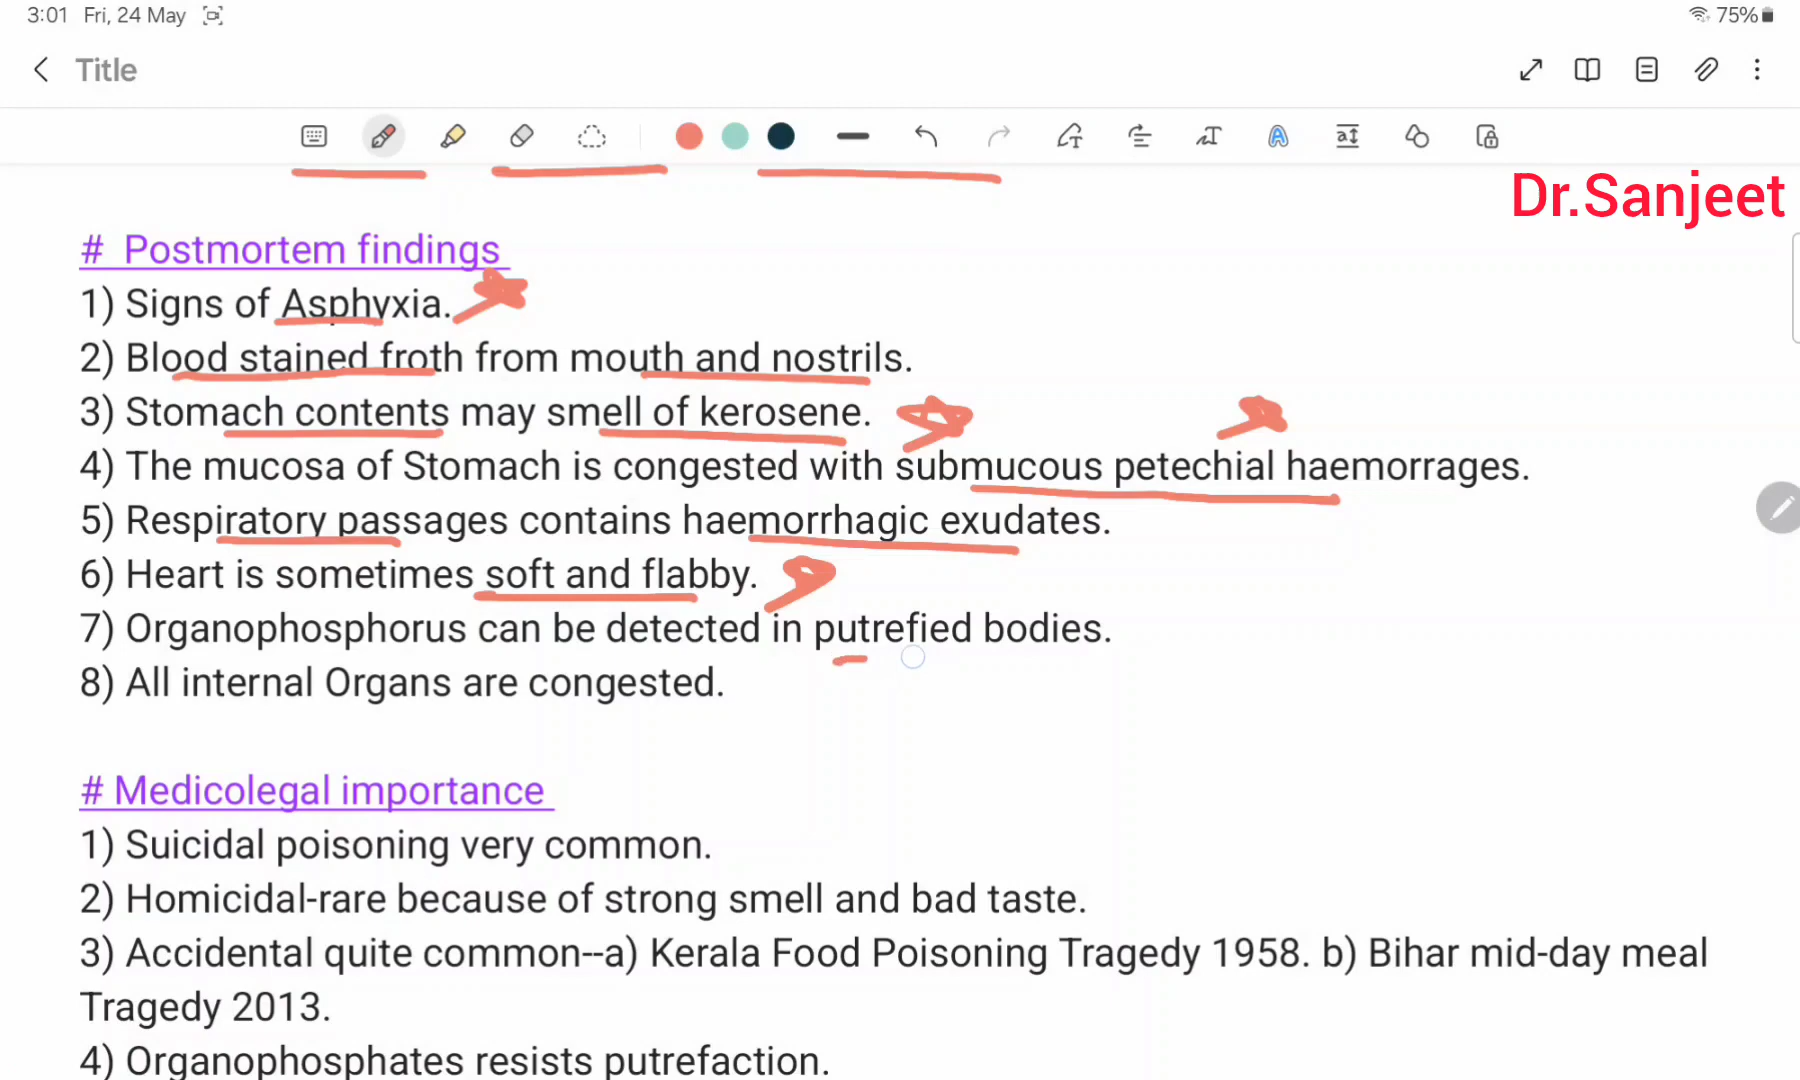 3:01 Fri, 24 May 75%
Title
Dr.Sanjeet
# Postmortem findings
1) Signs of Asphyxia.
2) Blood stained froth from mouth and nostrils.
3) Stomach contents may smell of kerosene.
4) The mucosa of Stomach is congested with submucous petechial haemorrages.
5) Respiratory passages contains haemorrhagic exudates.
6) Heart is sometimes soft and flabby.
7) Organophosphorus can be detected in putrefied bodies.
8) All internal Organs are congested.
# Medicolegal importance
1) Suicidal poisoning very common.
2) Homicidal-rare because of strong smell and bad taste.
3) Accidental quite common--a) Kerala Food Poisoning Tragedy 1958. b) Bihar mid-day meal
Tragedy 2013.
4) Organophosphates resists putrefaction.